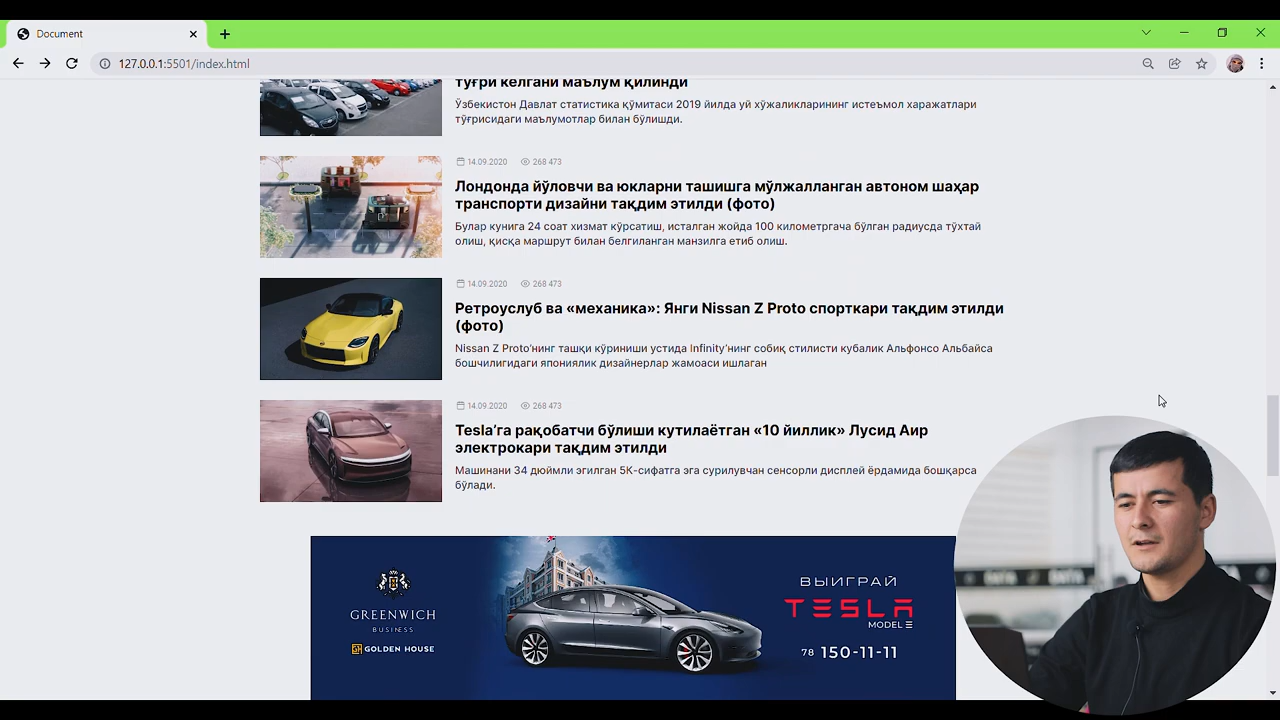 Document
127.0.0.1:5501/index.html
тўғри келгани маълум қилинди
Ўзбекистон Давлат статистика қўмитаси 2019 йилда уй хўжаликларининг истеъмол харажатлари
тўғрисидаги маълумотлар билан бўлишди.
14.09.2020 268 473
Лондонда йўловчи ва юкларни ташишга мўлжалланган автоном шаҳар
транспорти дизайни тақдим этилди (фото)
Булар кунига 24 соат хизмат кўрсатиш, исталган жойда 100 километргача бўлган радиусда тўхтай
олиш, қисқа маршрут билан белгиланган манзилга етиб олиш.
14.09.2020 268 473
Ретроуслуб ва «механика»: Янги Nissan Z Proto спорткари тақдим этилди
(фото)
Nissan Z Proto’нинг ташқи кўриниши устида Infinity’нинг собиқ стилисти кубалик Альфонсо Альбайса
бошчилигидаги япониялик дизайнерлар жамоаси ишлаган
14.09.2020 268 473
Tesla’га рақобатчи бўлиши кутилаётган «10 йиллик» Лусид Аир
электрокари тақдим этилди
Машинани 34 дюймли эгилган 5К-сифатга эга сурилувчан сенсорли дисплей ёрдамида бошқарса
бўлади.
GREENWICH
BUSINESS
GH GOLDEN HOUSE
ВЫИГРАЙ
TESLA
MODEL 3
78 150-11-11